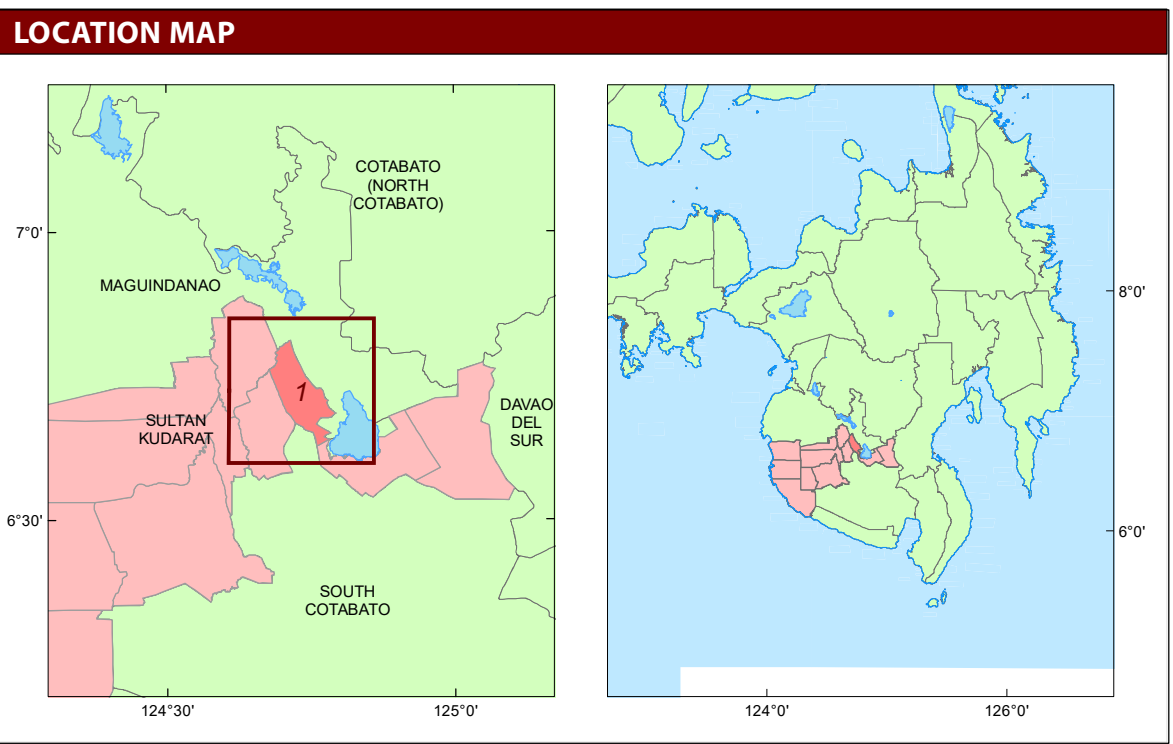 LOCATION MAP
COTABATO
(NORTH
COTABATO)
7°0'
MAGUINDANAO
1
SULTAN
KUDARAT
DAVAO
DEL
SUR
6°30'
SOUTH
COTABATO
124°30'
125°0'
8°0'
6°0'
124°0'
126°0'